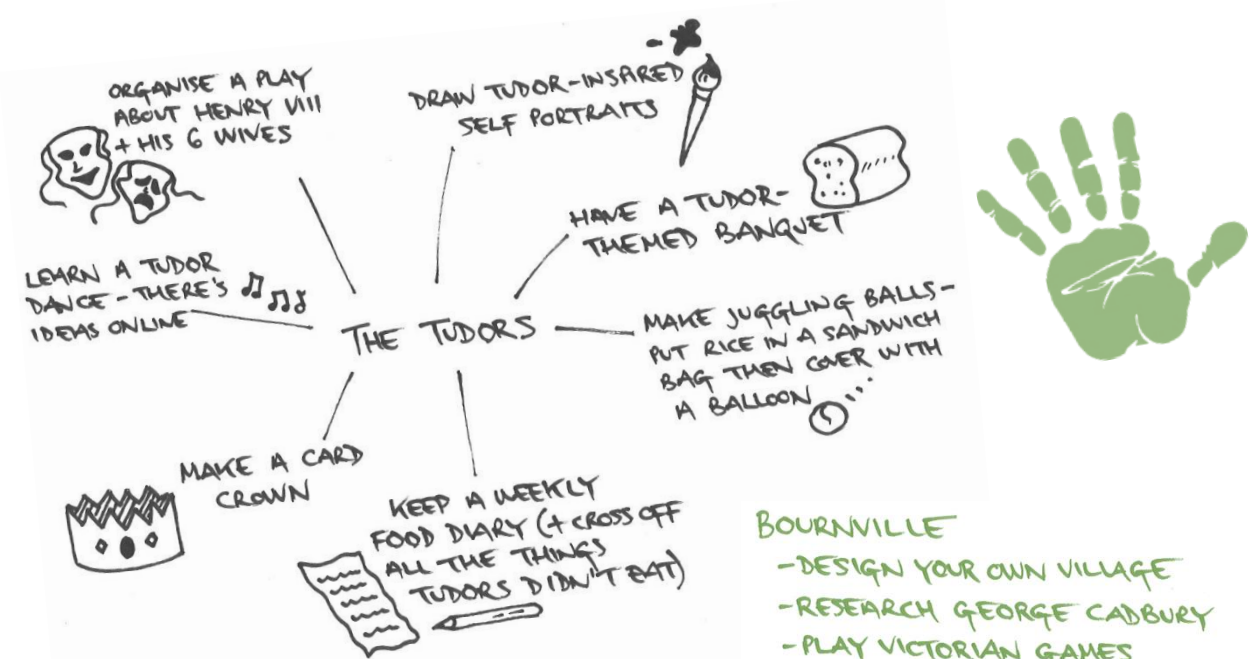 ORGANISE A PLAY
ABOUT HENRY VIII
+ HIS 6 WIVES
DRAW TUDOR-INSPIRED
SELF PORTRAITS
HAVE A TUDOR-
THEMED BANQUET
LEARN A TUDOR
DANCE - THERE'S
IDEAS ONLINE
THE TUDORS
MAKE JUGGLING BALLS -
PUT RICE IN A SANDWICH
BAG THEN COVER WITH
A BALLOON
MAKE A CARD
CROWN
KEEP A WEEKLY
FOOD DIARY (+ CROSS OFF
ALL THE THINGS
TUDORS DIDN'T EAT)
BOURNVILLE
- DESIGN YOUR OWN VILLAGE
- RESEARCH GEORGE CADBURY
- PLAY VICTORIAN GAMES